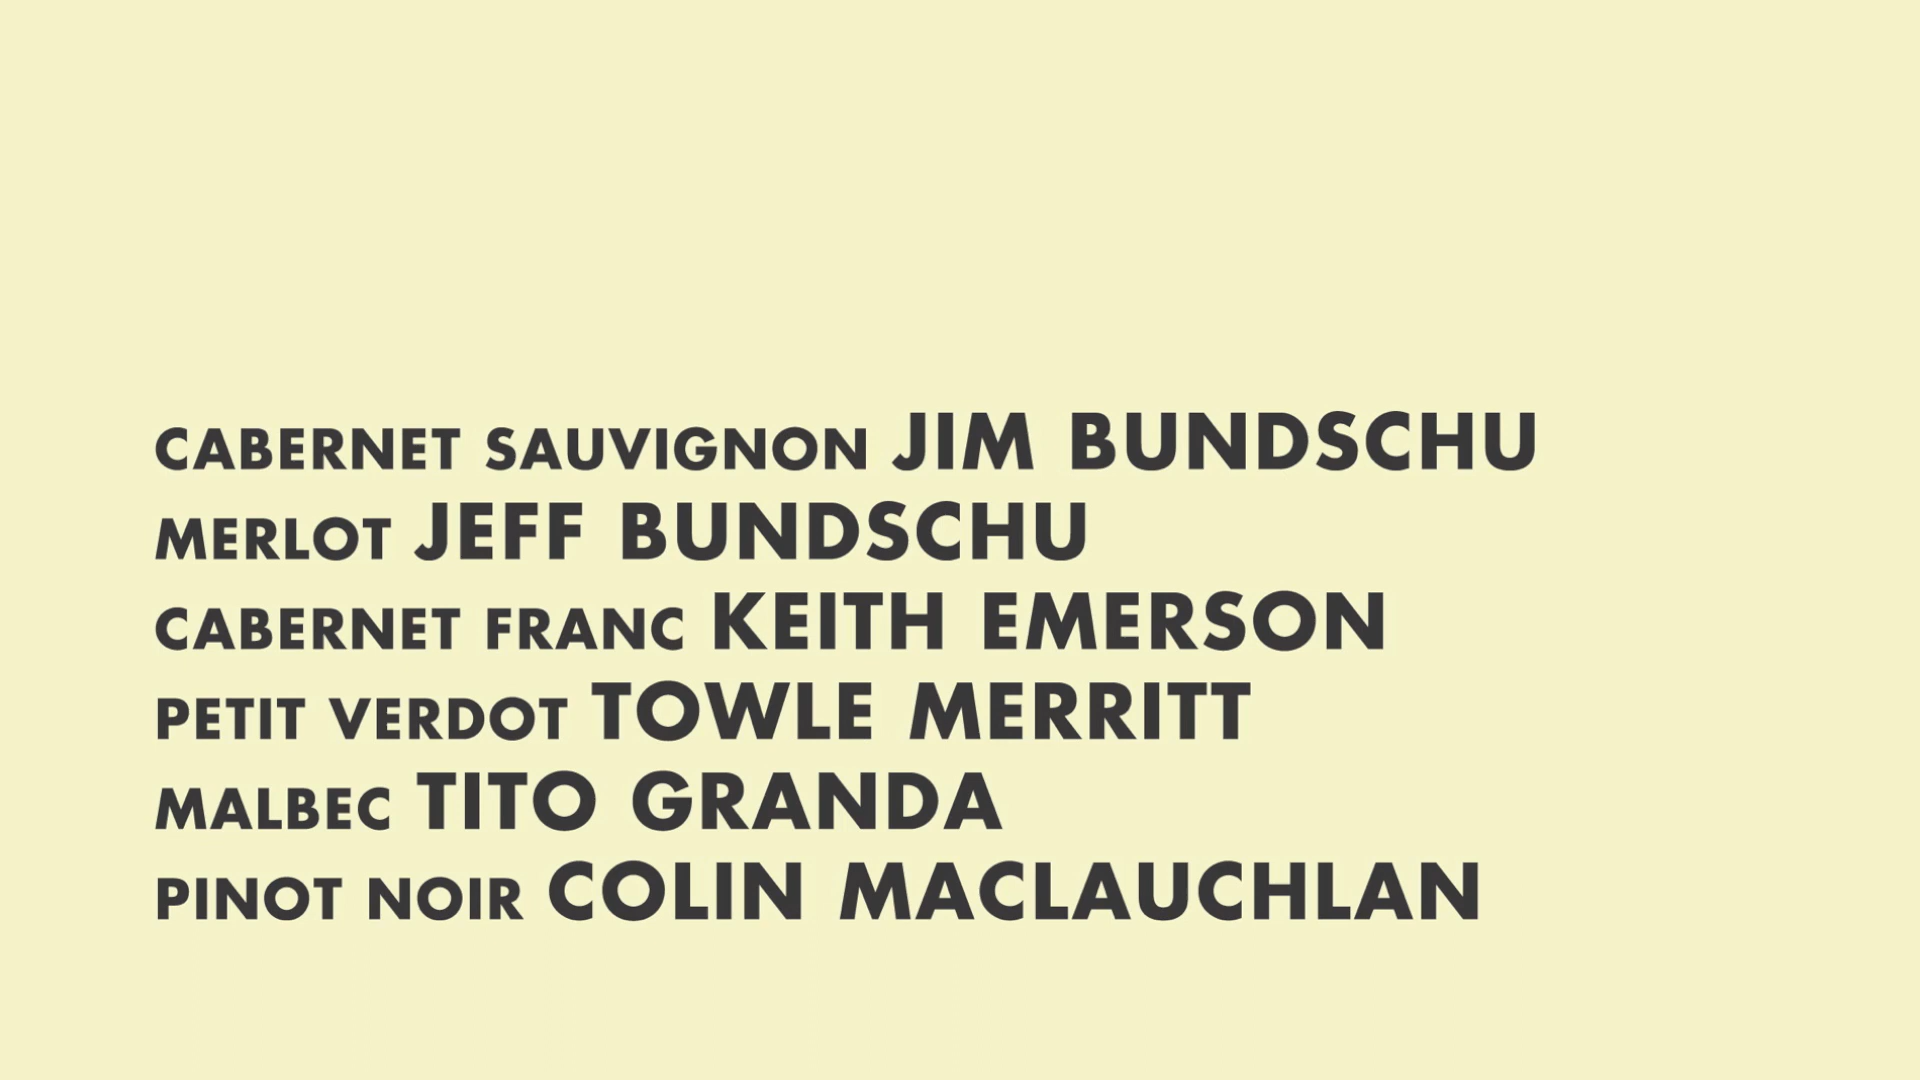 CABERNET SAUVIGNON JIM BUNDSCHU
MERLOT JEFF BUNDSCHU
CABERNET FRANC KEITH EMERSON
PETIT VERDOT TOWLE MERRITT
MALBEC TITO GRANDA
PINOT NOIR COLIN MACLAUCHLAN